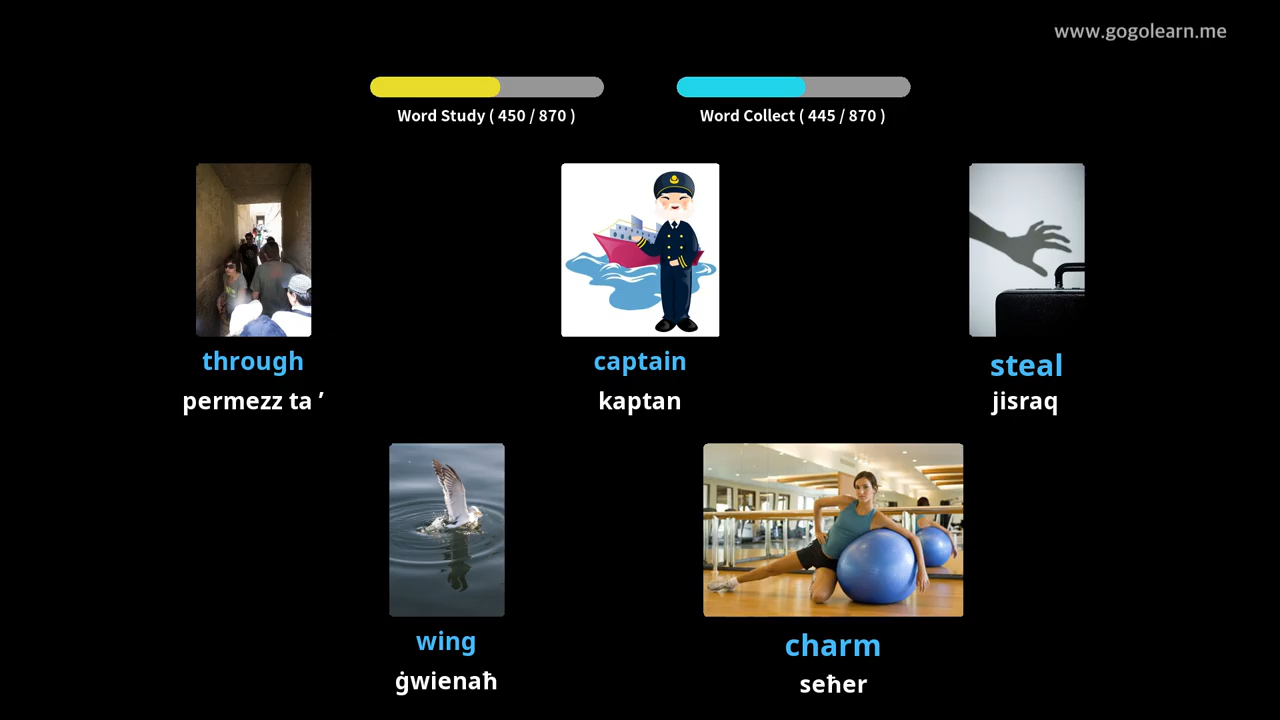 www.gogolearn.me
Word Study ( 450 / 870 )
Word Collect ( 445 / 870 )
through
permezz ta ’
captain
kaptan
steal
jisraq
wing
ġwienaħ
charm
seħer